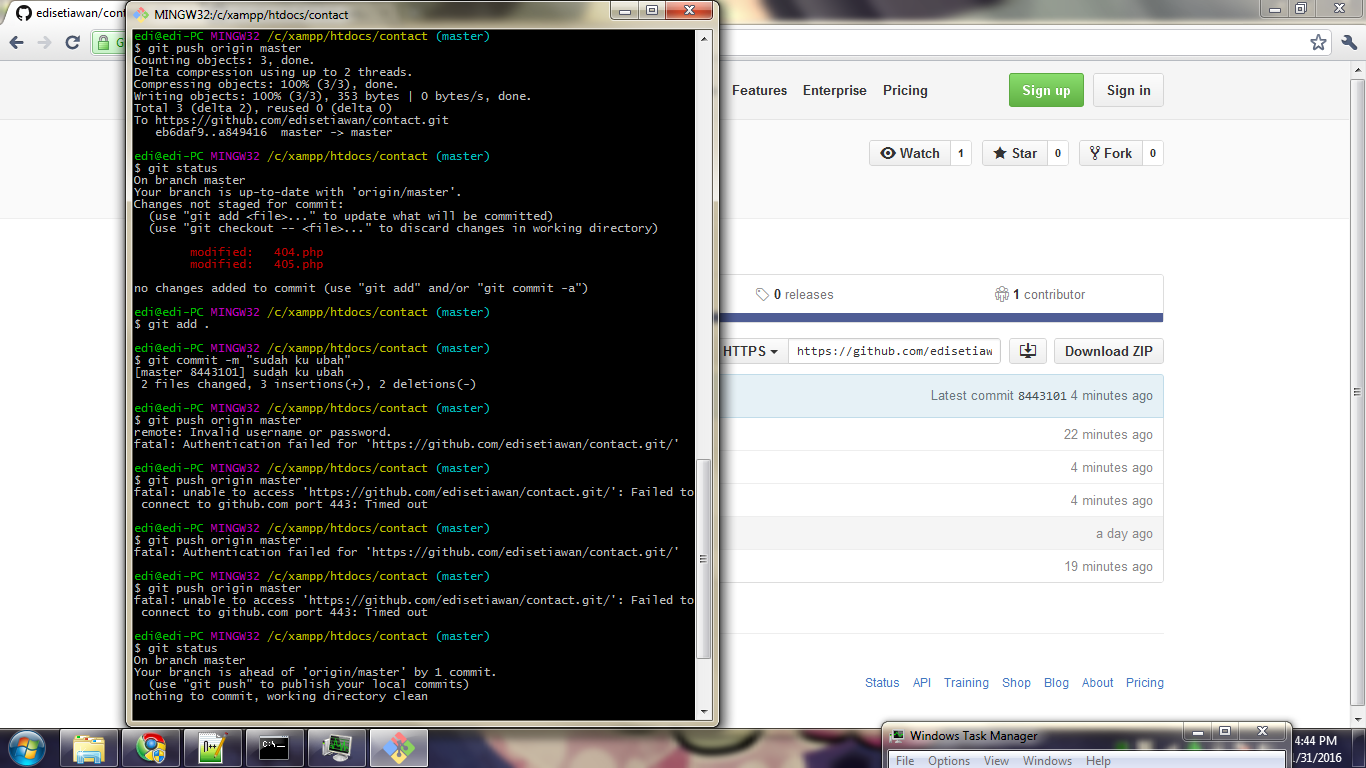 edisetiawan/cont
MINGW32:/c/xampp/htdocs/contact
edi@edi-PC MINGW32 /c/xampp/htdocs/contact (master)
$ git push origin master
Counting objects: 3, done.
Delta compression using up to 2 threads.
Compressing objects: 100% (3/3), done.
Writing objects: 100% (3/3), 353 bytes | 0 bytes/s, done.
Total 3 (delta 2), reused 0 (delta 0)
To https://github.com/edisetiawan/contact.git
eb6daf9..a849416 master -> master
edi@edi-PC MINGW32 /c/xampp/htdocs/contact (master)
$ git status
On branch master
Your branch is up-to-date with 'origin/master'.
Changes not staged for commit:
(use "git add <file>..." to update what will be committed)
(use "git checkout -- <file>..." to discard changes in working directory)
modified: 404.php
modified: 405.php
no changes added to commit (use "git add" and/or "git commit -a")
edi@edi-PC MINGW32 /c/xampp/htdocs/contact (master)
$ git add .
edi@edi-PC MINGW32 /c/xampp/htdocs/contact (master)
$ git commit -m "sudah ku ubah"
[master 8443101] sudah ku ubah
2 files changed, 3 insertions(+), 2 deletions(-)
edi@edi-PC MINGW32 /c/xampp/htdocs/contact (master)
$ git push origin master
remote: Invalid username or password.
fatal: Authentication failed for 'https://github.com/edisetiawan/contact.git/'
edi@edi-PC MINGW32 /c/xampp/htdocs/contact (master)
$ git push origin master
fatal: unable to access 'https://github.com/edisetiawan/contact.git/': Failed to
connect to github.com port 443: Timed out
edi@edi-PC MINGW32 /c/xampp/htdocs/contact (master)
$ git push origin master
fatal: Authentication failed for 'https://github.com/edisetiawan/contact.git/'
edi@edi-PC MINGW32 /c/xampp/htdocs/contact (master)
$ git push origin master
fatal: unable to access 'https://github.com/edisetiawan/contact.git/': Failed to
connect to github.com port 443: Timed out
edi@edi-PC MINGW32 /c/xampp/htdocs/contact (master)
$ git status
On branch master
Your branch is ahead of 'origin/master' by 1 commit.
(use "git push" to publish your local commits)
nothing to commit, working directory clean
Features Enterprise Pricing Sign up Sign in
Watch 1 Star 0 Fork 0
0 releases 1 contributor
HTTPS https://github.com/edisetiaw Download ZIP
Latest commit 8443101 4 minutes ago
22 minutes ago
4 minutes ago
4 minutes ago
a day ago
19 minutes ago
Status API Training Shop Blog About Pricing
Windows Task Manager
File Options View Windows Help
4:44 PM
/31/2016